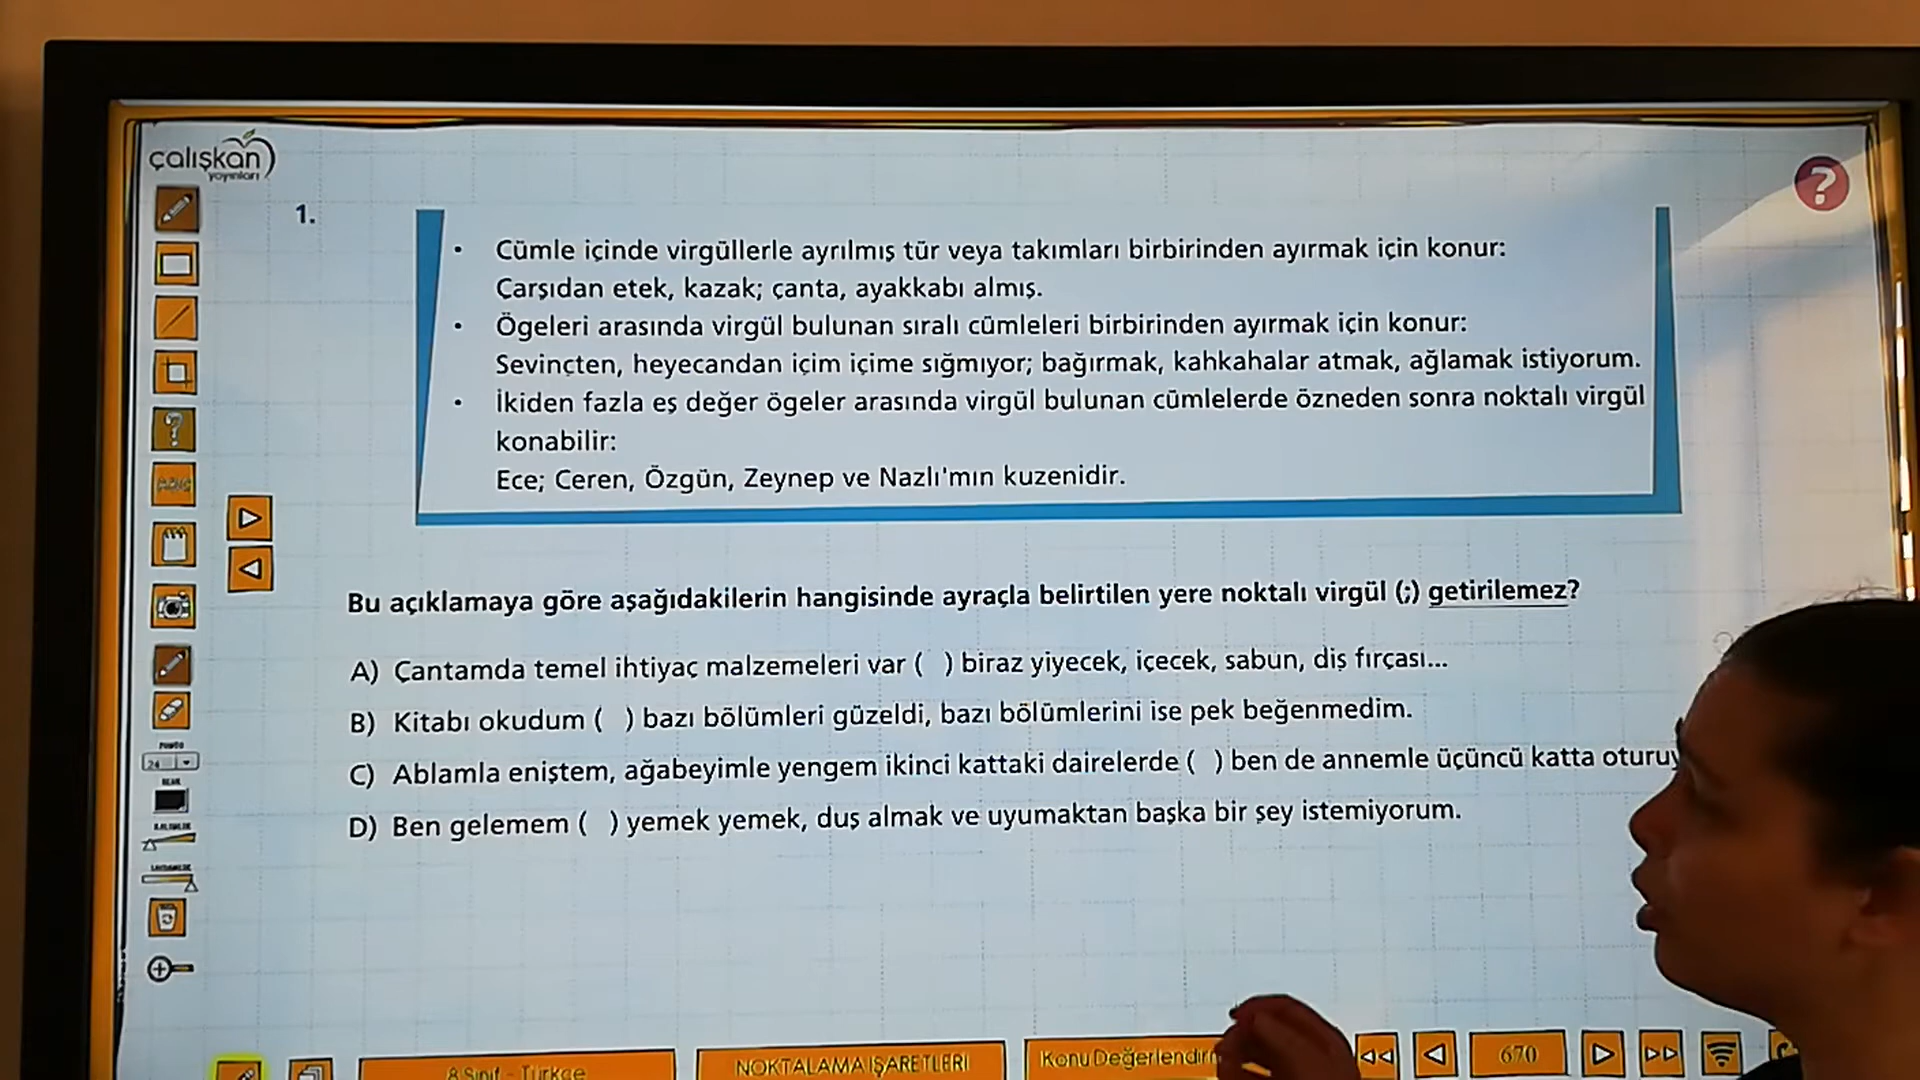 çalışkan
yayınları
1.
• Cümle içinde virgüllerle ayrılmış tür veya takımları birbirinden ayırmak için konur:
Çarşıdan etek, kazak; çanta, ayakkabı almış.
• Ögeleri arasında virgül bulunan sıralı cümleleri birbirinden ayırmak için konur:
Sevinçten, heyecandan içim içime sığmıyor; bağırmak, kahkahalar atmak, ağlamak istiyorum.
• İkiden fazla eş değer ögeler arasında virgül bulunan cümlelerde özneden sonra noktalı virgül
konabilir:
Ece; Ceren, Özgün, Zeynep ve Nazlı'mın kuzenidir.
Bu açıklamaya göre aşağıdakilerin hangisinde ayraçla belirtilen yere noktalı virgül (;) getirilemez?
A) Çantamda temel ihtiyaç malzemeleri var ( ) biraz yiyecek, içecek, sabun, diş fırçası...
B) Kitabı okudum ( ) bazı bölümleri güzeldi, bazı bölümlerini ise pek beğenmedim.
C) Ablamla eniştem, ağabeyimle yengem ikinci kattaki dairelerde ( ) ben de annemle üçüncü katta oturuy
D) Ben gelemem ( ) yemek yemek, duş almak ve uyumaktan başka bir şey istemiyorum.
24
8.Sınıf - Türkçe
NOKTALAMA İŞARETLERİ
Konu Değerlendirm
670